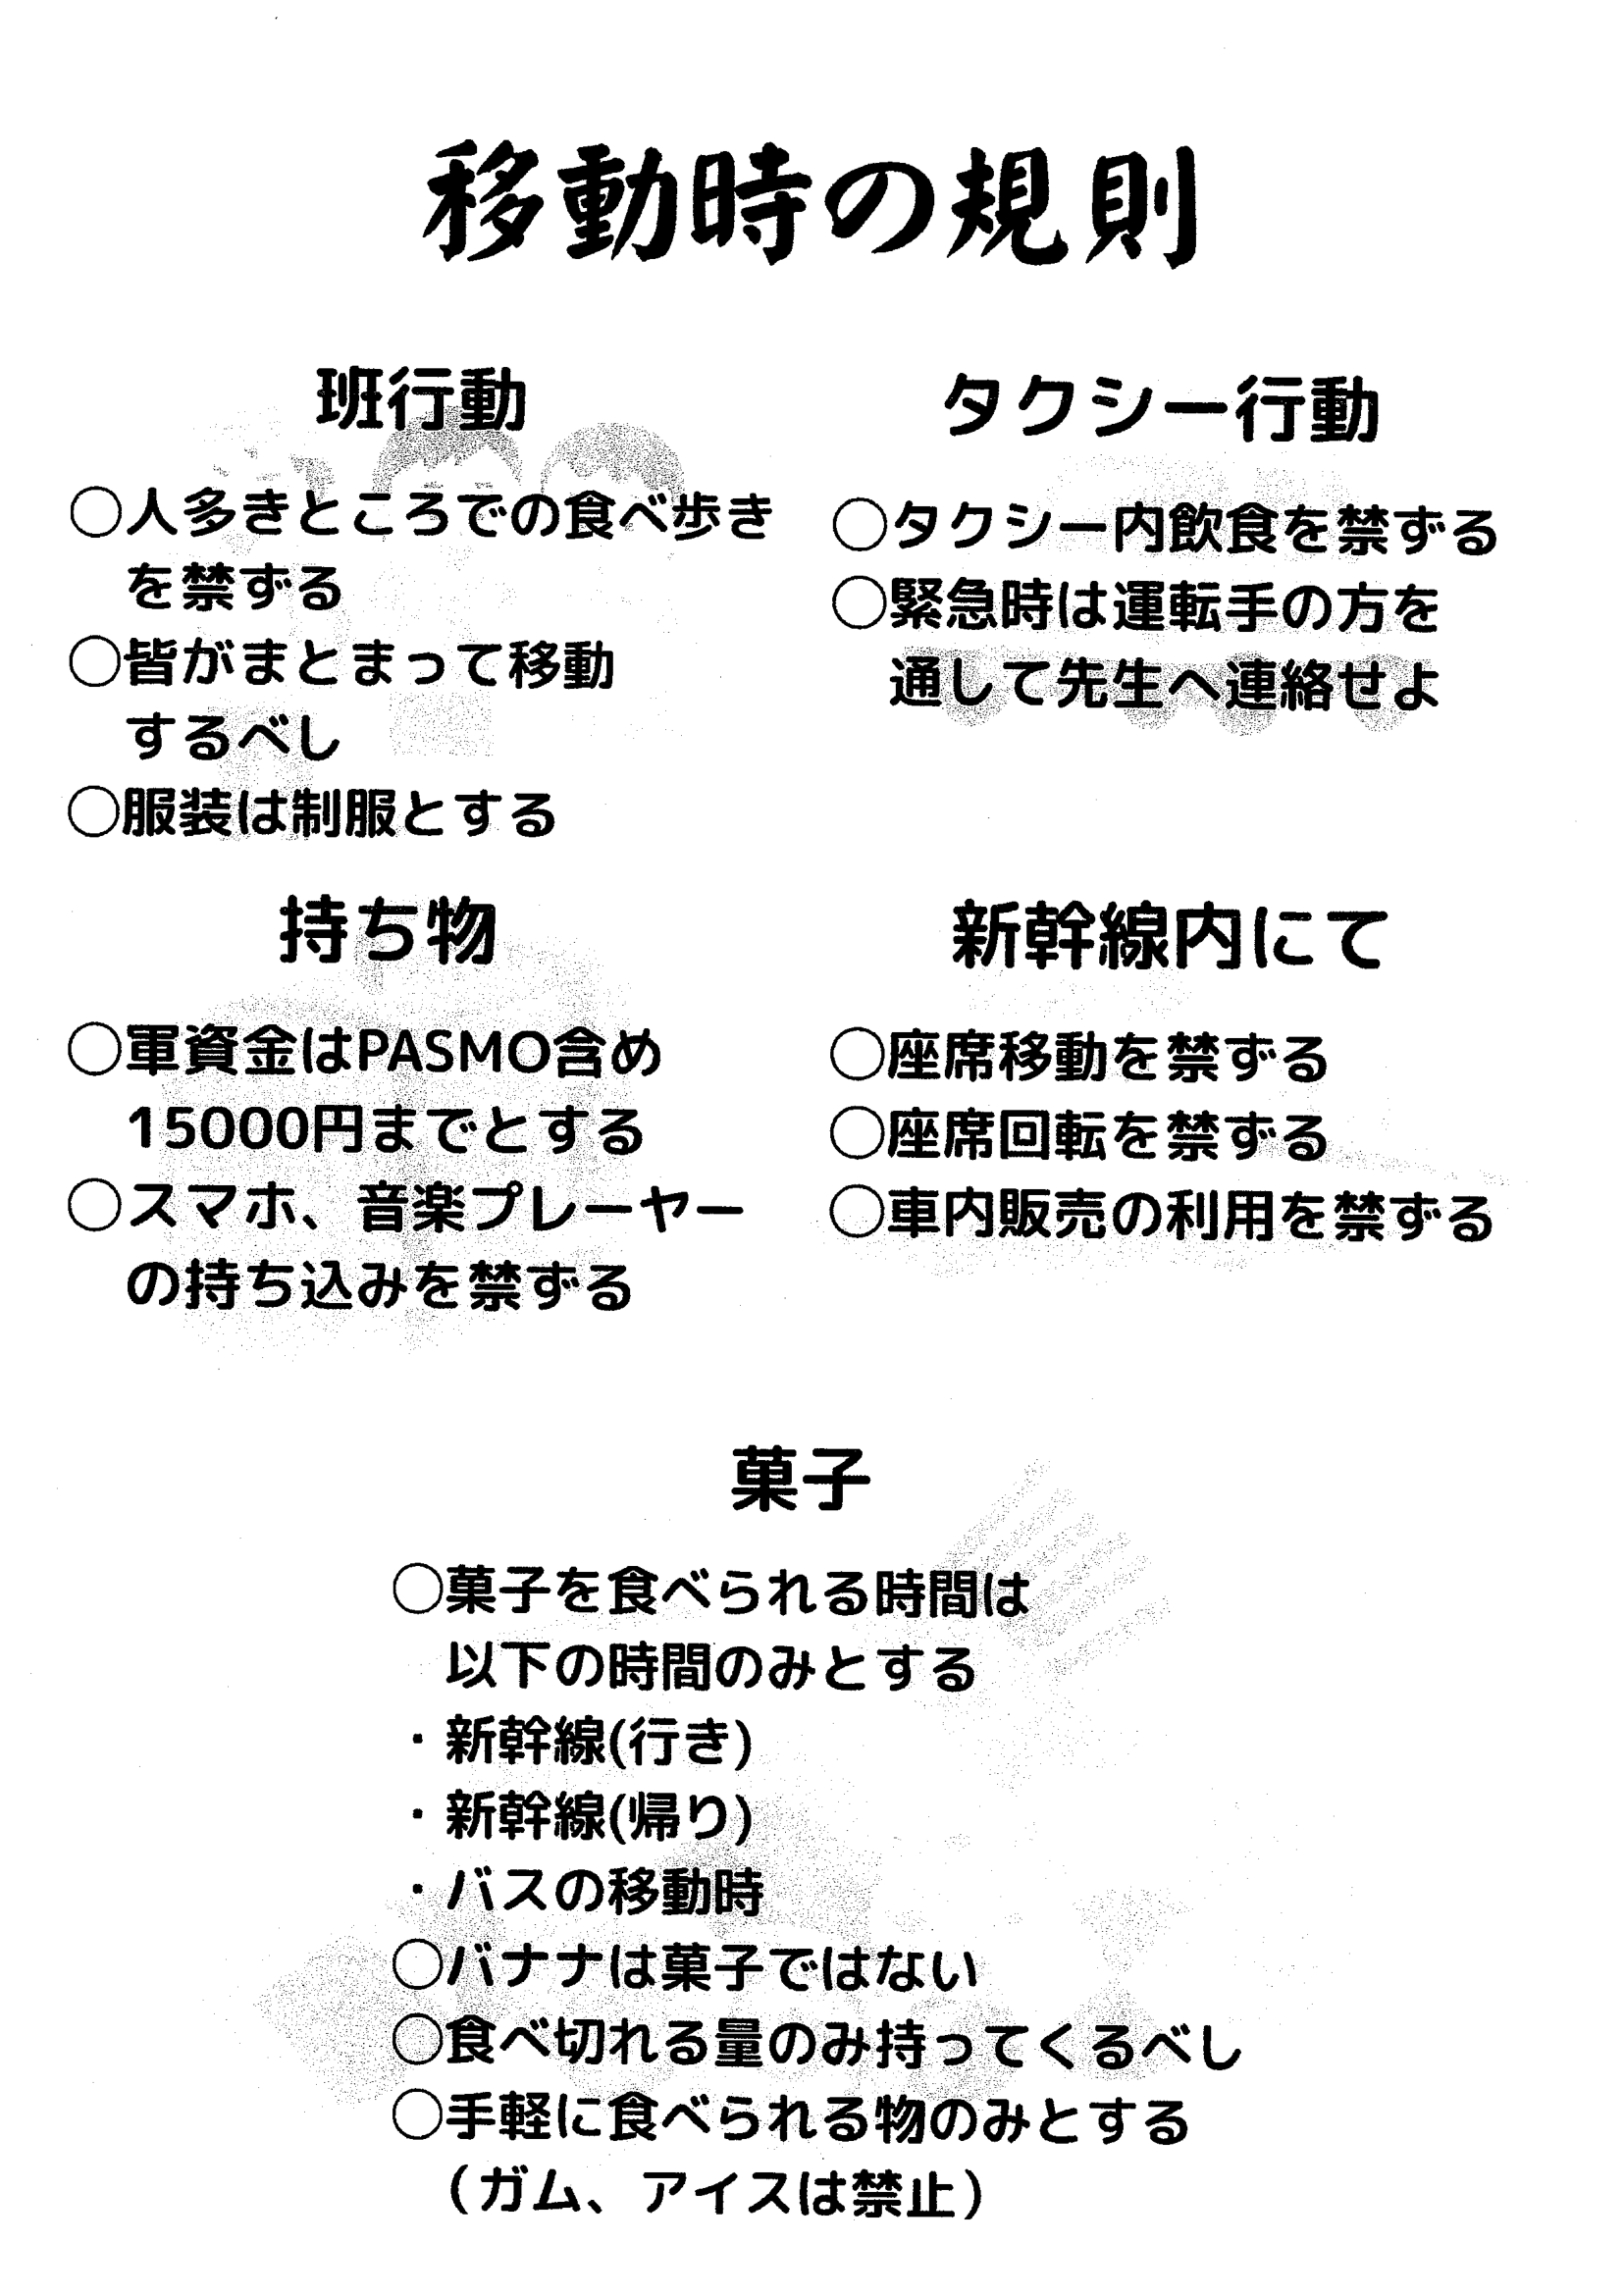 移動時の規則
班行動
○人多きところでの食べ歩き
を禁ずる
○皆がまとまって移動
するべし
○服装は制服とする
タクシー行動
○タクシー内飲食を禁ずる
○緊急時は運転手の方を
通して先生へ連絡せよ
持ち物
○軍資金はPASMO含め
15000円までとする
○スマホ、音楽プレーヤー
の持ち込みを禁ずる
新幹線内にて
○座席移動を禁ずる
○座席回転を禁ずる
○車内販売の利用を禁ずる
菓子
○菓子を食べられる時間は
以下の時間のみとする
・新幹線(行き)
・新幹線(帰り)
・バスの移動時
○バナナは菓子ではない
○食べ切れる量のみ持ってくるべし
○手軽に食べられる物のみとする
（ガム、アイスは禁止）